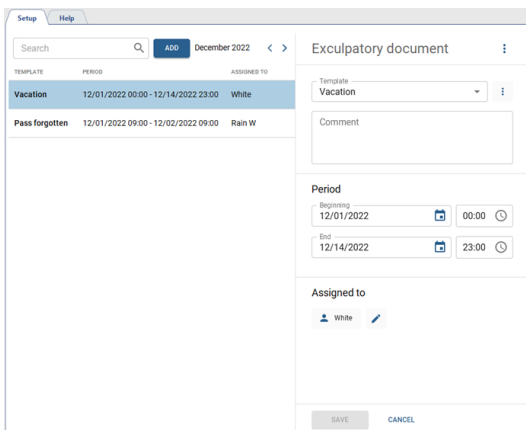 Setup Help
Search ADD December 2022
TEMPLATE PERIOD ASSIGNED TO
Vacation 12/01/2022 00:00 - 12/14/2022 23:00 White
Pass forgotten 12/01/2022 09:00 - 12/02/2022 09:00 Rain W
Exculpatory document
Template
Vacation
Comment
Period
Beginning
12/01/2022 00:00
End
12/14/2022 23:00
Assigned to
White
SAVE CANCEL